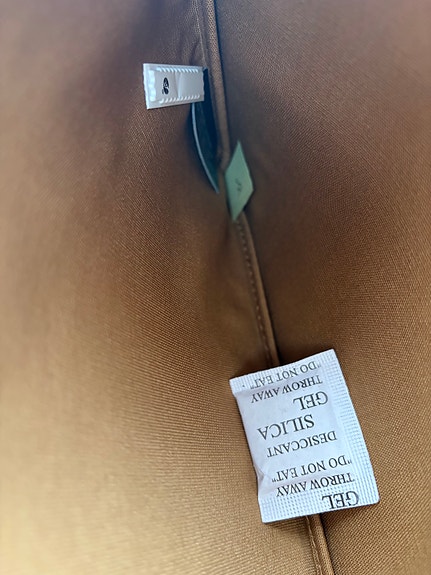 GEL
THROW AWAY
"DO NOT EAT"
DESICCANT
SILICA
GEL
THROW AWAY
"DO NOT EAT"